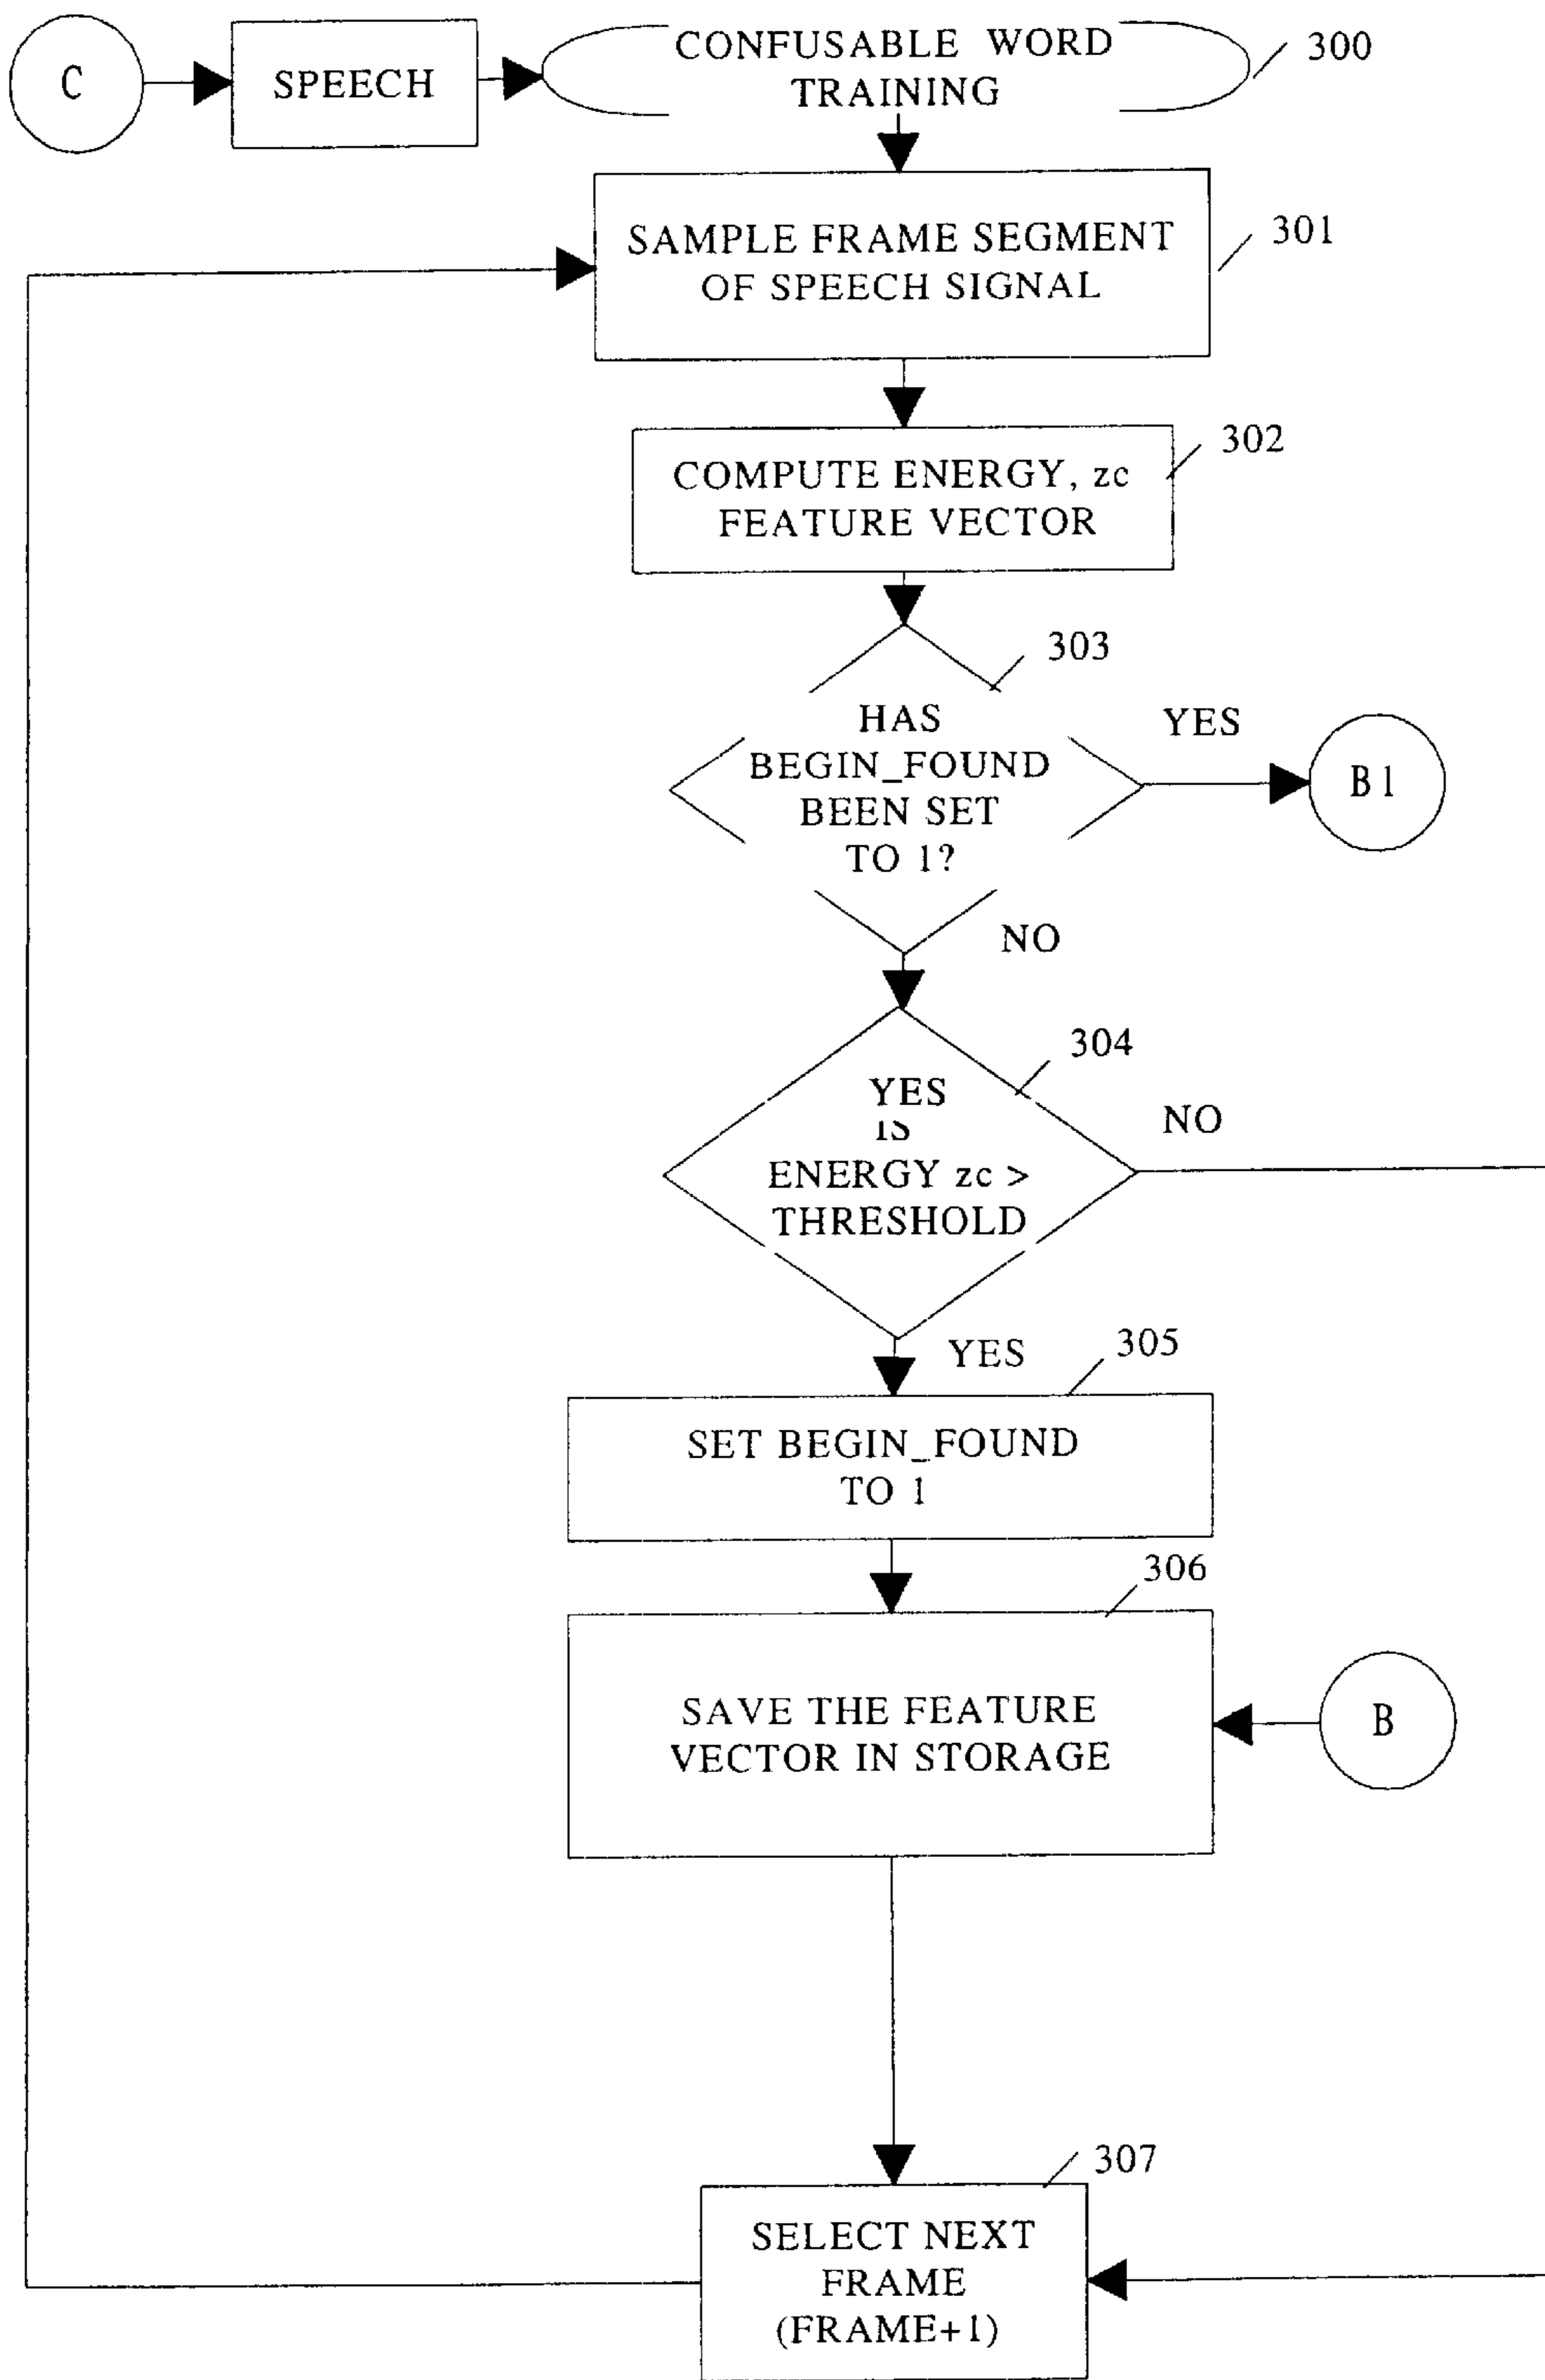 C
SPEECH
CONFUSABLE WORD
TRAINING
300
SAMPLE FRAME SEGMENT
OF SPEECH SIGNAL
301
COMPUTE ENERGY, zc
FEATURE VECTOR
302
303
HAS
BEGIN_FOUND
BEEN SET
TO 1?
YES
B1
NO
304
YES
IS
ENERGY zc >
THRESHOLD
NO
YES
305
SET BEGIN_FOUND
TO 1
306
SAVE THE FEATURE
VECTOR IN STORAGE
B
307
SELECT NEXT
FRAME
(FRAME+1)